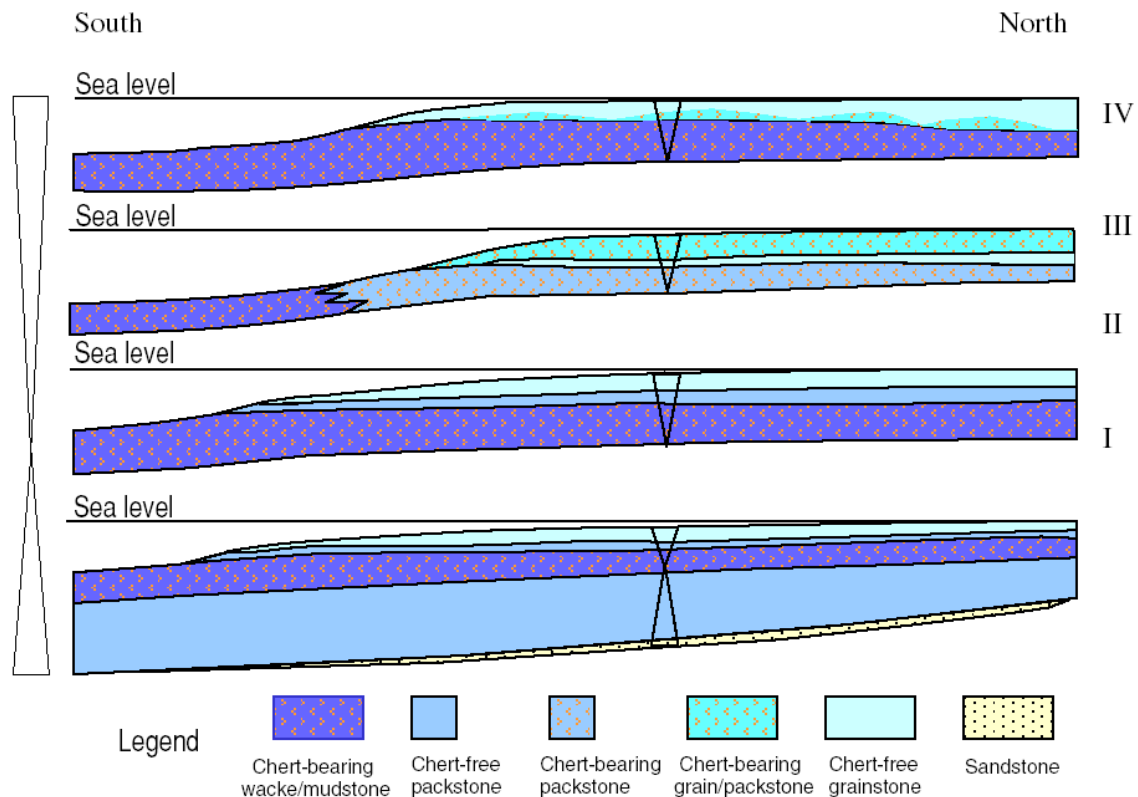 South
North
Sea level
IV
Sea level
III
II
Sea level
I
Sea level
Legend
Chert-bearing
wacke/mudstone
Chert-free
packstone
Chert-bearing
packstone
Chert-bearing
grain/packstone
Chert-free
grainstone
Sandstone